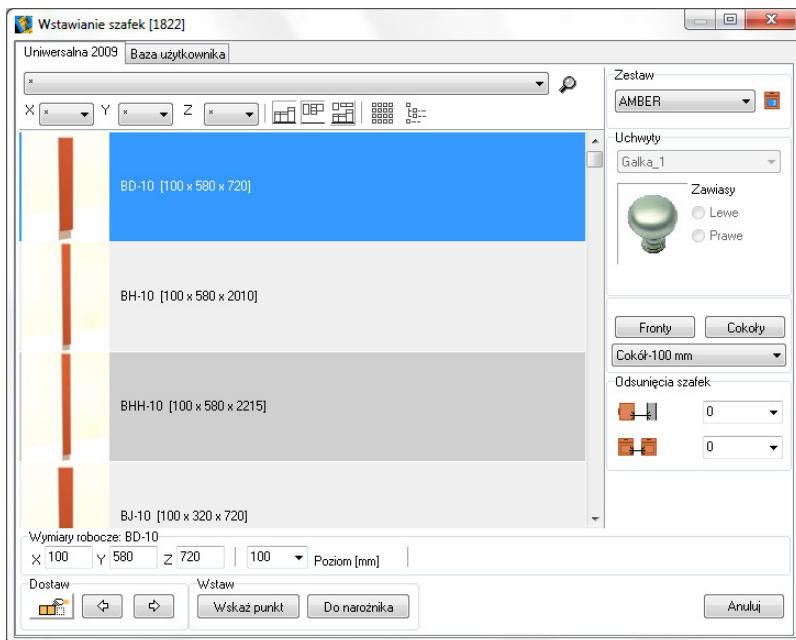 Wstawianie szafek [1822]
Uniwersalna 2009 Baza użytkownika
*
X * Y * Z *
BD-10 [100 x 580 x 720]
BH-10 [100 x 580 x 2010]
BHH-10 [100 x 580 x 2215]
BJ-10 [100 x 320 x 720]
Zestaw
AMBER
Uchwyty
Galka_1
Zawiasy
Lewe
Prawe
Fronty Cokoły
Cokół-100 mm
Odsunięcia szafek
0
0
Wymiary robocze: BD-10
X 100 Y 580 Z 720 100 Poziom [mm]
Dostaw
Wstaw
Wskaż punkt Do narożnika
Anuluj